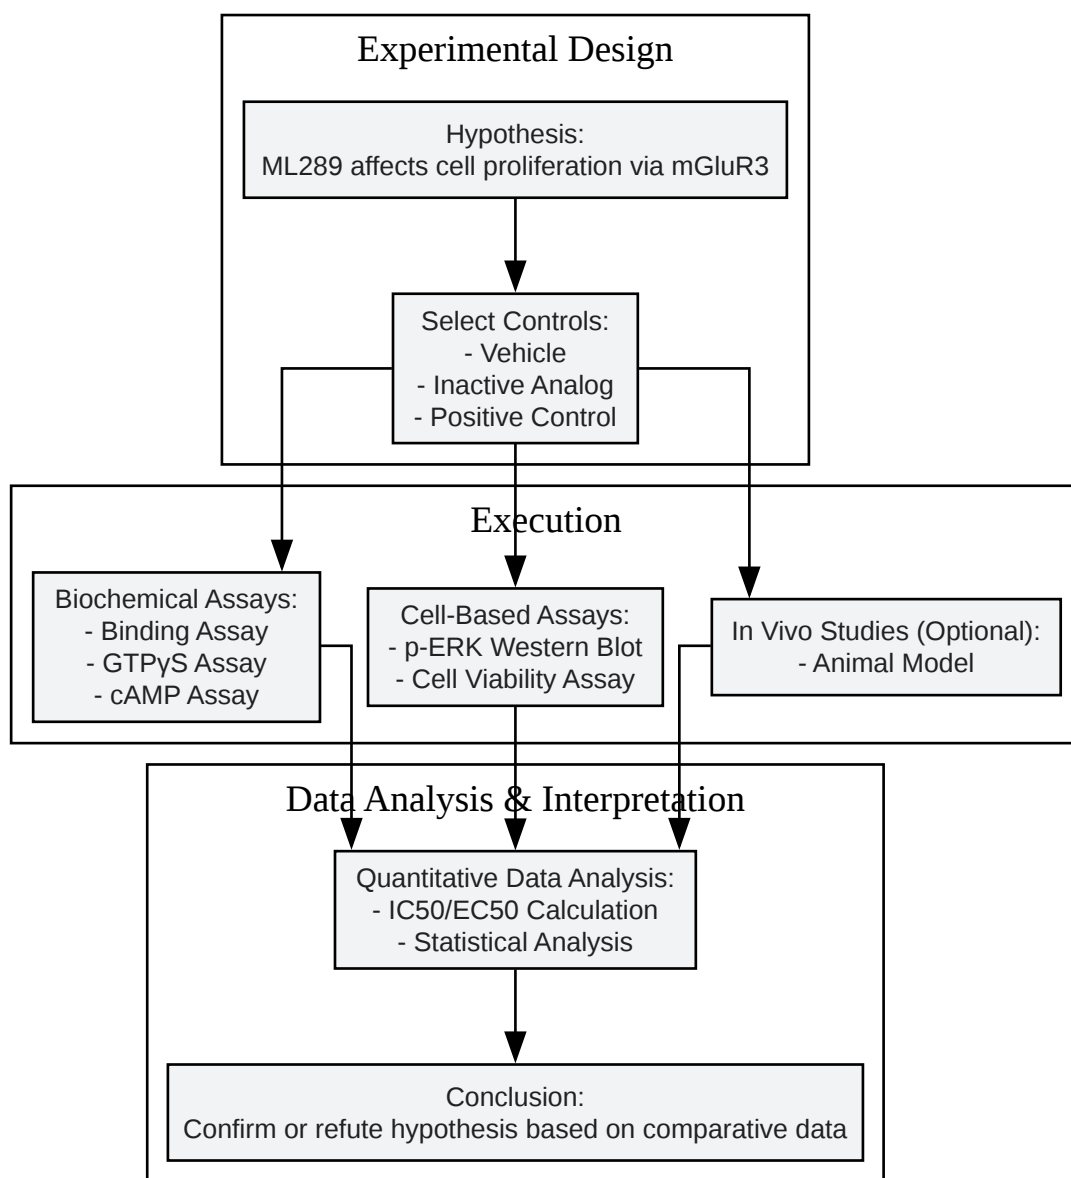 Experimental Design
Hypothesis:
ML289 affects cell proliferation via mGluR3
Select Controls:
- Vehicle
- Inactive Analog
- Positive Control
Execution
Biochemical Assays:
- Binding Assay
- GTPγS Assay
- cAMP Assay
Cell-Based Assays:
- p-ERK Western Blot
- Cell Viability Assay
In Vivo Studies (Optional):
- Animal Model
Data Analysis & Interpretation
Quantitative Data Analysis:
- IC50/EC50 Calculation
- Statistical Analysis
Conclusion:
Confirm or refute hypothesis based on comparative data